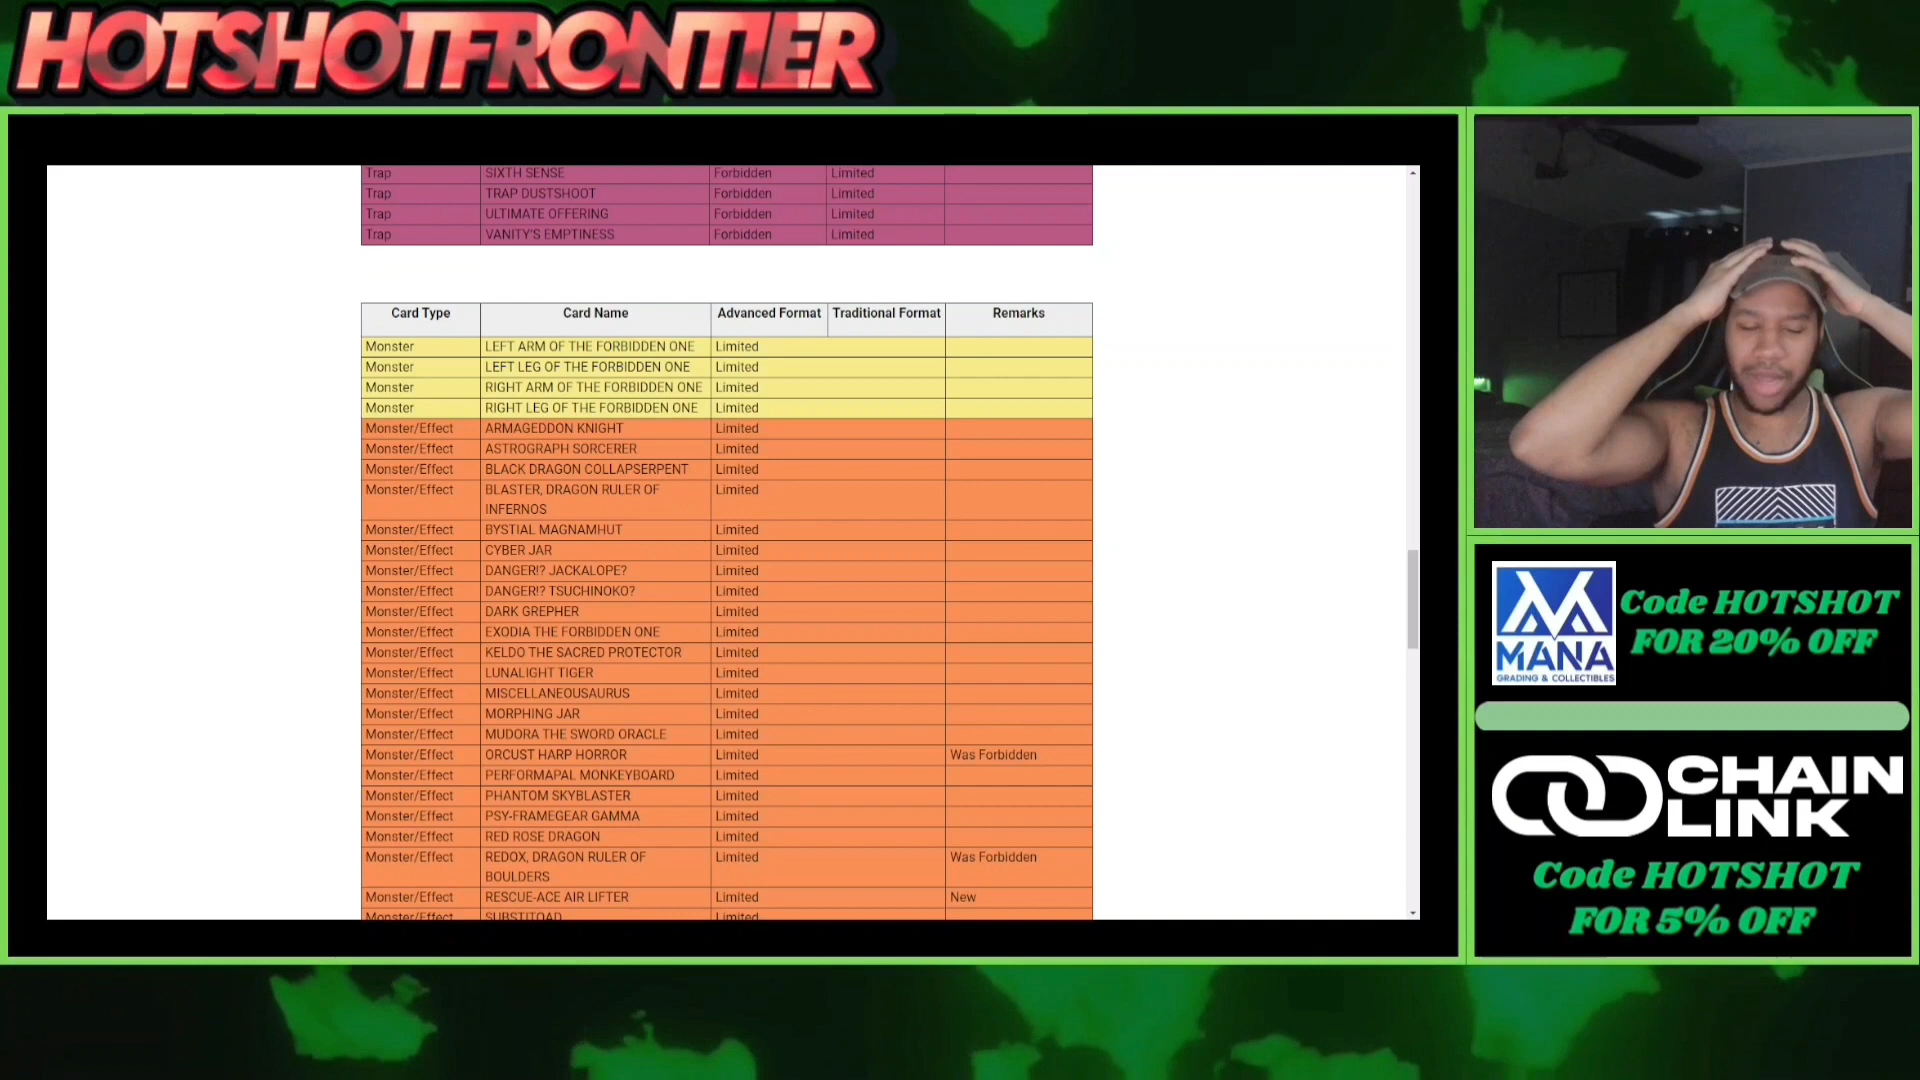 HOTSHOTFRONTIER
Trap SIXTH SENSE Forbidden Limited
Trap TRAP DUSTSHOOT Forbidden Limited
Trap ULTIMATE OFFERING Forbidden Limited
Trap VANITY'S EMPTINESS Forbidden Limited
Card Type Card Name Advanced Format Traditional Format Remarks
Monster LEFT ARM OF THE FORBIDDEN ONE Limited
Monster LEFT LEG OF THE FORBIDDEN ONE Limited
Monster RIGHT ARM OF THE FORBIDDEN ONE Limited
Monster RIGHT LEG OF THE FORBIDDEN ONE Limited
Monster/Effect ARMAGEDDON KNIGHT Limited
Monster/Effect ASTROGRAPH SORCERER Limited
Monster/Effect BLACK DRAGON COLLAPSERPENT Limited
Monster/Effect BLASTER, DRAGON RULER OF Limited
INFERNOS
Monster/Effect BYSTIAL MAGNAMHUT Limited
Monster/Effect CYBER JAR Limited
Monster/Effect DANGER!? JACKALOPE? Limited
Monster/Effect DANGER!? TSUCHINOKO? Limited
Monster/Effect DARK GREPHER Limited
Monster/Effect EXODIA THE FORBIDDEN ONE Limited
Monster/Effect KELDO THE SACRED PROTECTOR Limited
Monster/Effect LUNALIGHT TIGER Limited
Monster/Effect MISCELLANEOUSAURUS Limited
Monster/Effect MORPHING JAR Limited
Monster/Effect MUDORA THE SWORD ORACLE Limited
Monster/Effect ORCUST HARP HORROR Limited Was Forbidden
Monster/Effect PERFORMAPAL MONKEYBOARD Limited
Monster/Effect PHANTOM SKYBLASTER Limited
Monster/Effect PSY-FRAMEGEAR GAMMA Limited
Monster/Effect RED ROSE DRAGON Limited
Monster/Effect REDOX, DRAGON RULER OF Limited Was Forbidden
BOULDERS
Monster/Effect RESCUE-ACE AIR LIFTER Limited New
Monster/Effect SUBSTITOAD Limited
MANA
GRADING & COLLECTIBLES
Code HOTSHOT
FOR 20% OFF
CHAIN
LINK
Code HOTSHOT
FOR 5% OFF